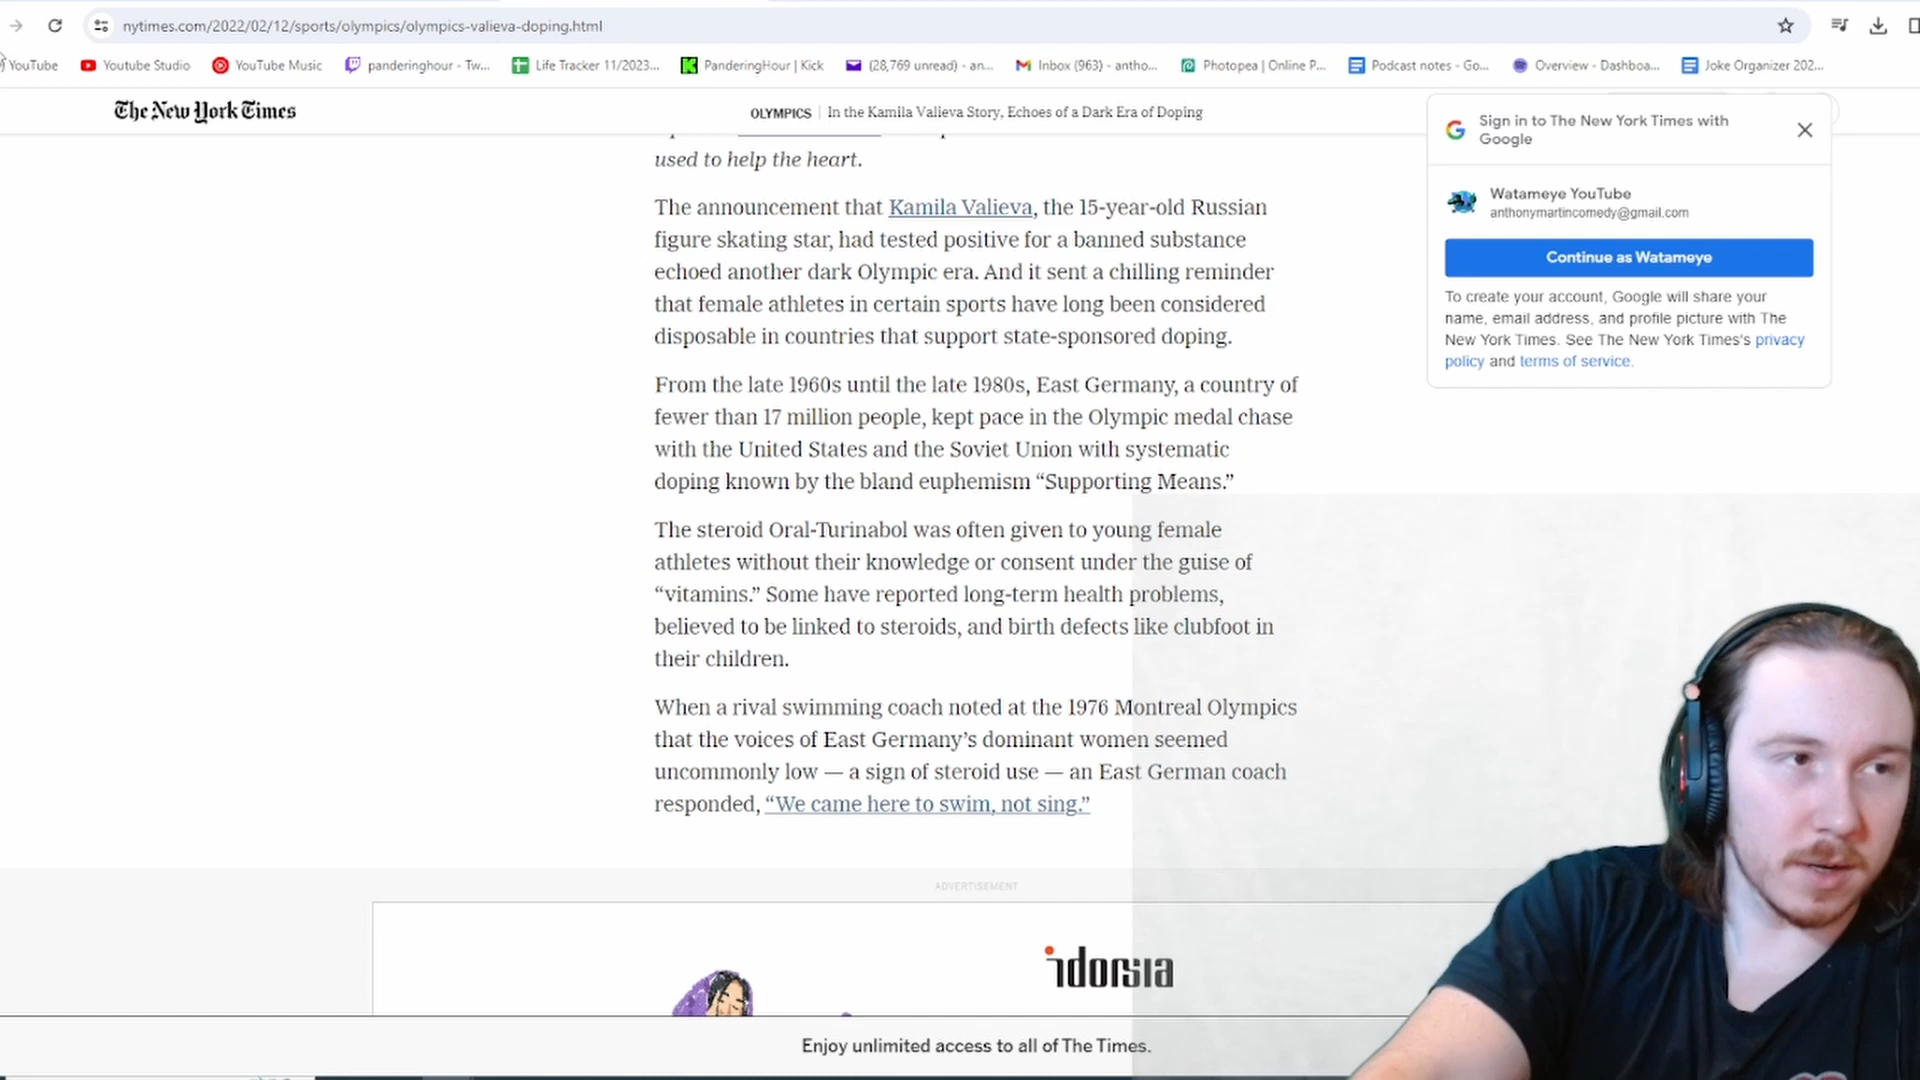 nytimes.com/2022/02/12/sports/olympics/olympics-valieva-doping.html
YouTube
Youtube Studio
YouTube Music
panderinghour - Tw...
Life Tracker 11/2023...
PanderingHour | Kick
(28,769 unread) - an...
Inbox (963) - antho...
Photopea | Online P...
Podcast notes - Go...
Overview - Dashboa...
Joke Organizer 202...
The New York Times
OLYMPICS | In the Kamila Valieva Story, Echoes of a Dark Era of Doping
used to help the heart.
The announcement that Kamila Valieva, the 15-year-old Russian
figure skating star, had tested positive for a banned substance
echoed another dark Olympic era. And it sent a chilling reminder
that female athletes in certain sports have long been considered
disposable in countries that support state-sponsored doping.
From the late 1960s until the late 1980s, East Germany, a country of
fewer than 17 million people, kept pace in the Olympic medal chase
with the United States and the Soviet Union with systematic
doping known by the bland euphemism “Supporting Means.”
The steroid Oral-Turinabol was often given to young female
athletes without their knowledge or consent under the guise of
“vitamins.” Some have reported long-term health problems,
believed to be linked to steroids, and birth defects like clubfoot in
their children.
When a rival swimming coach noted at the 1976 Montreal Olympics
that the voices of East Germany’s dominant women seemed
uncommonly low — a sign of steroid use — an East German coach
responded, “We came here to swim, not sing.”
Sign in to The New York Times with
Google
Watameye YouTube
anthonymartincomedy@gmail.com
Continue as Watameye
To create your account, Google will share your
name, email address, and profile picture with The
New York Times. See The New York Times's privacy
policy and terms of service.
ADVERTISEMENT
idorsia
Enjoy unlimited access to all of The Times.